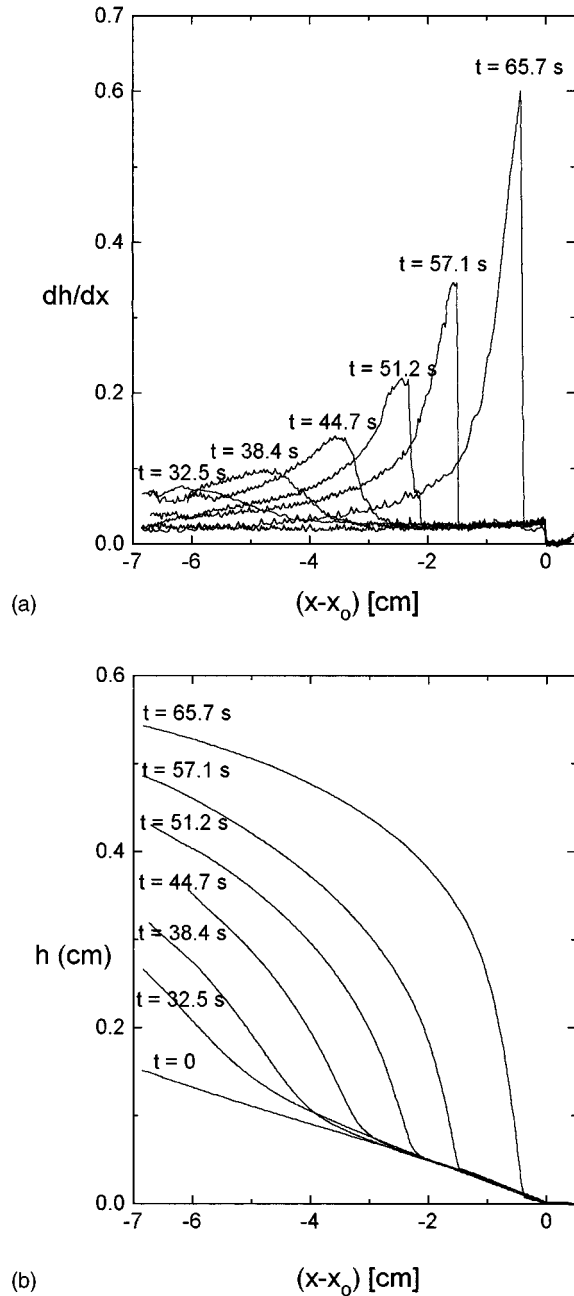 0.7
t = 65.7 s
0.6
0.4
t = 57.1 s
dh/dx
t = 51.2 s
0.2
t = 44.7 s
t = 38.4 s
t = 32.5 s
0.0
-7 -6 -4 -2 0
(a)
(x-xₒ) [cm]
0.6
t = 65.7 s
t = 57.1 s
t = 51.2 s
0.4
t = 44.7 s
h (cm)
t = 38.4 s
t = 32.5 s
0.2
t = 0
0.0
-7 -6 -4 -2 0
(b)
(x-xₒ) [cm]